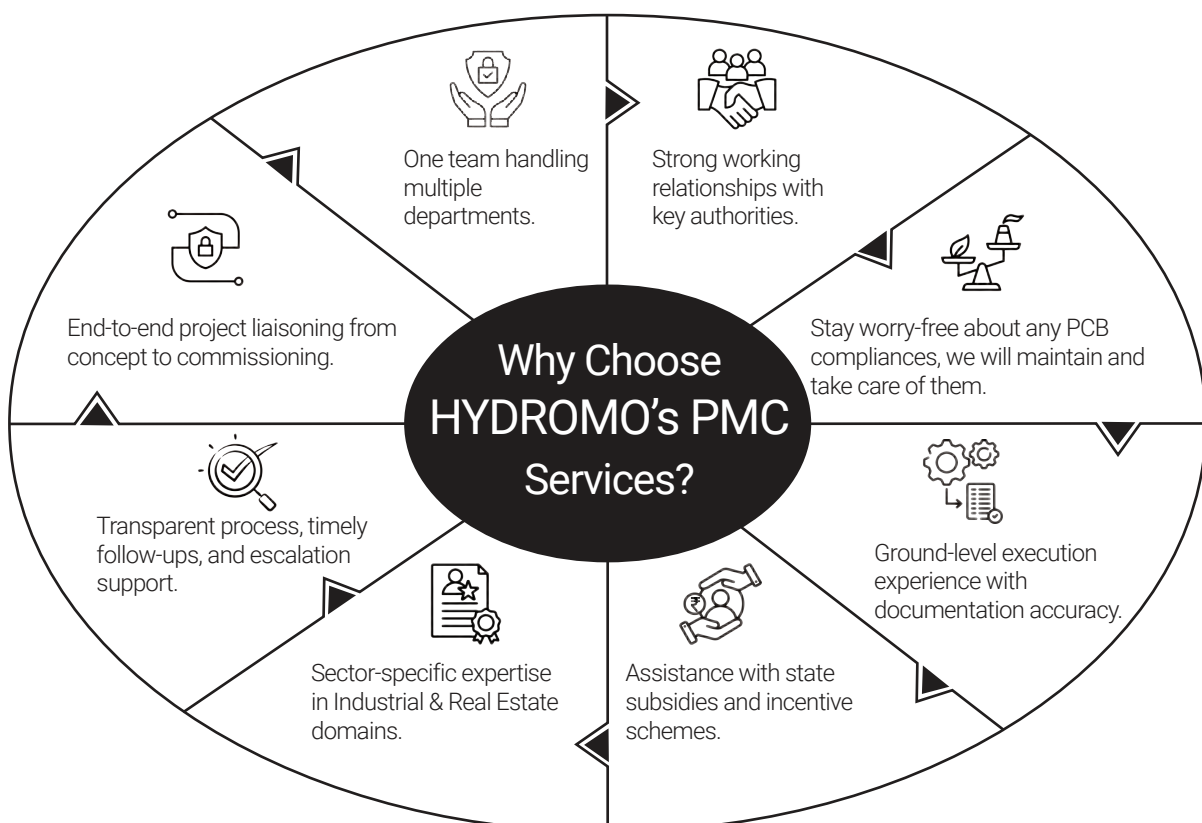 One team handling
multiple
departments.
Strong working
relationships with
key authorities.
End-to-end project liaisoning from
concept to commissioning.
Stay worry-free about any PCB
compliances, we will maintain and
take care of them.
Why Choose
HYDROMO’s PMC
Services?
Transparent process, timely
follow-ups, and escalation
support.
Ground-level execution
experience with
documentation accuracy.
Sector-specific expertise
in Industrial & Real Estate
domains.
₹
Assistance with state
subsidies and incentive
schemes.